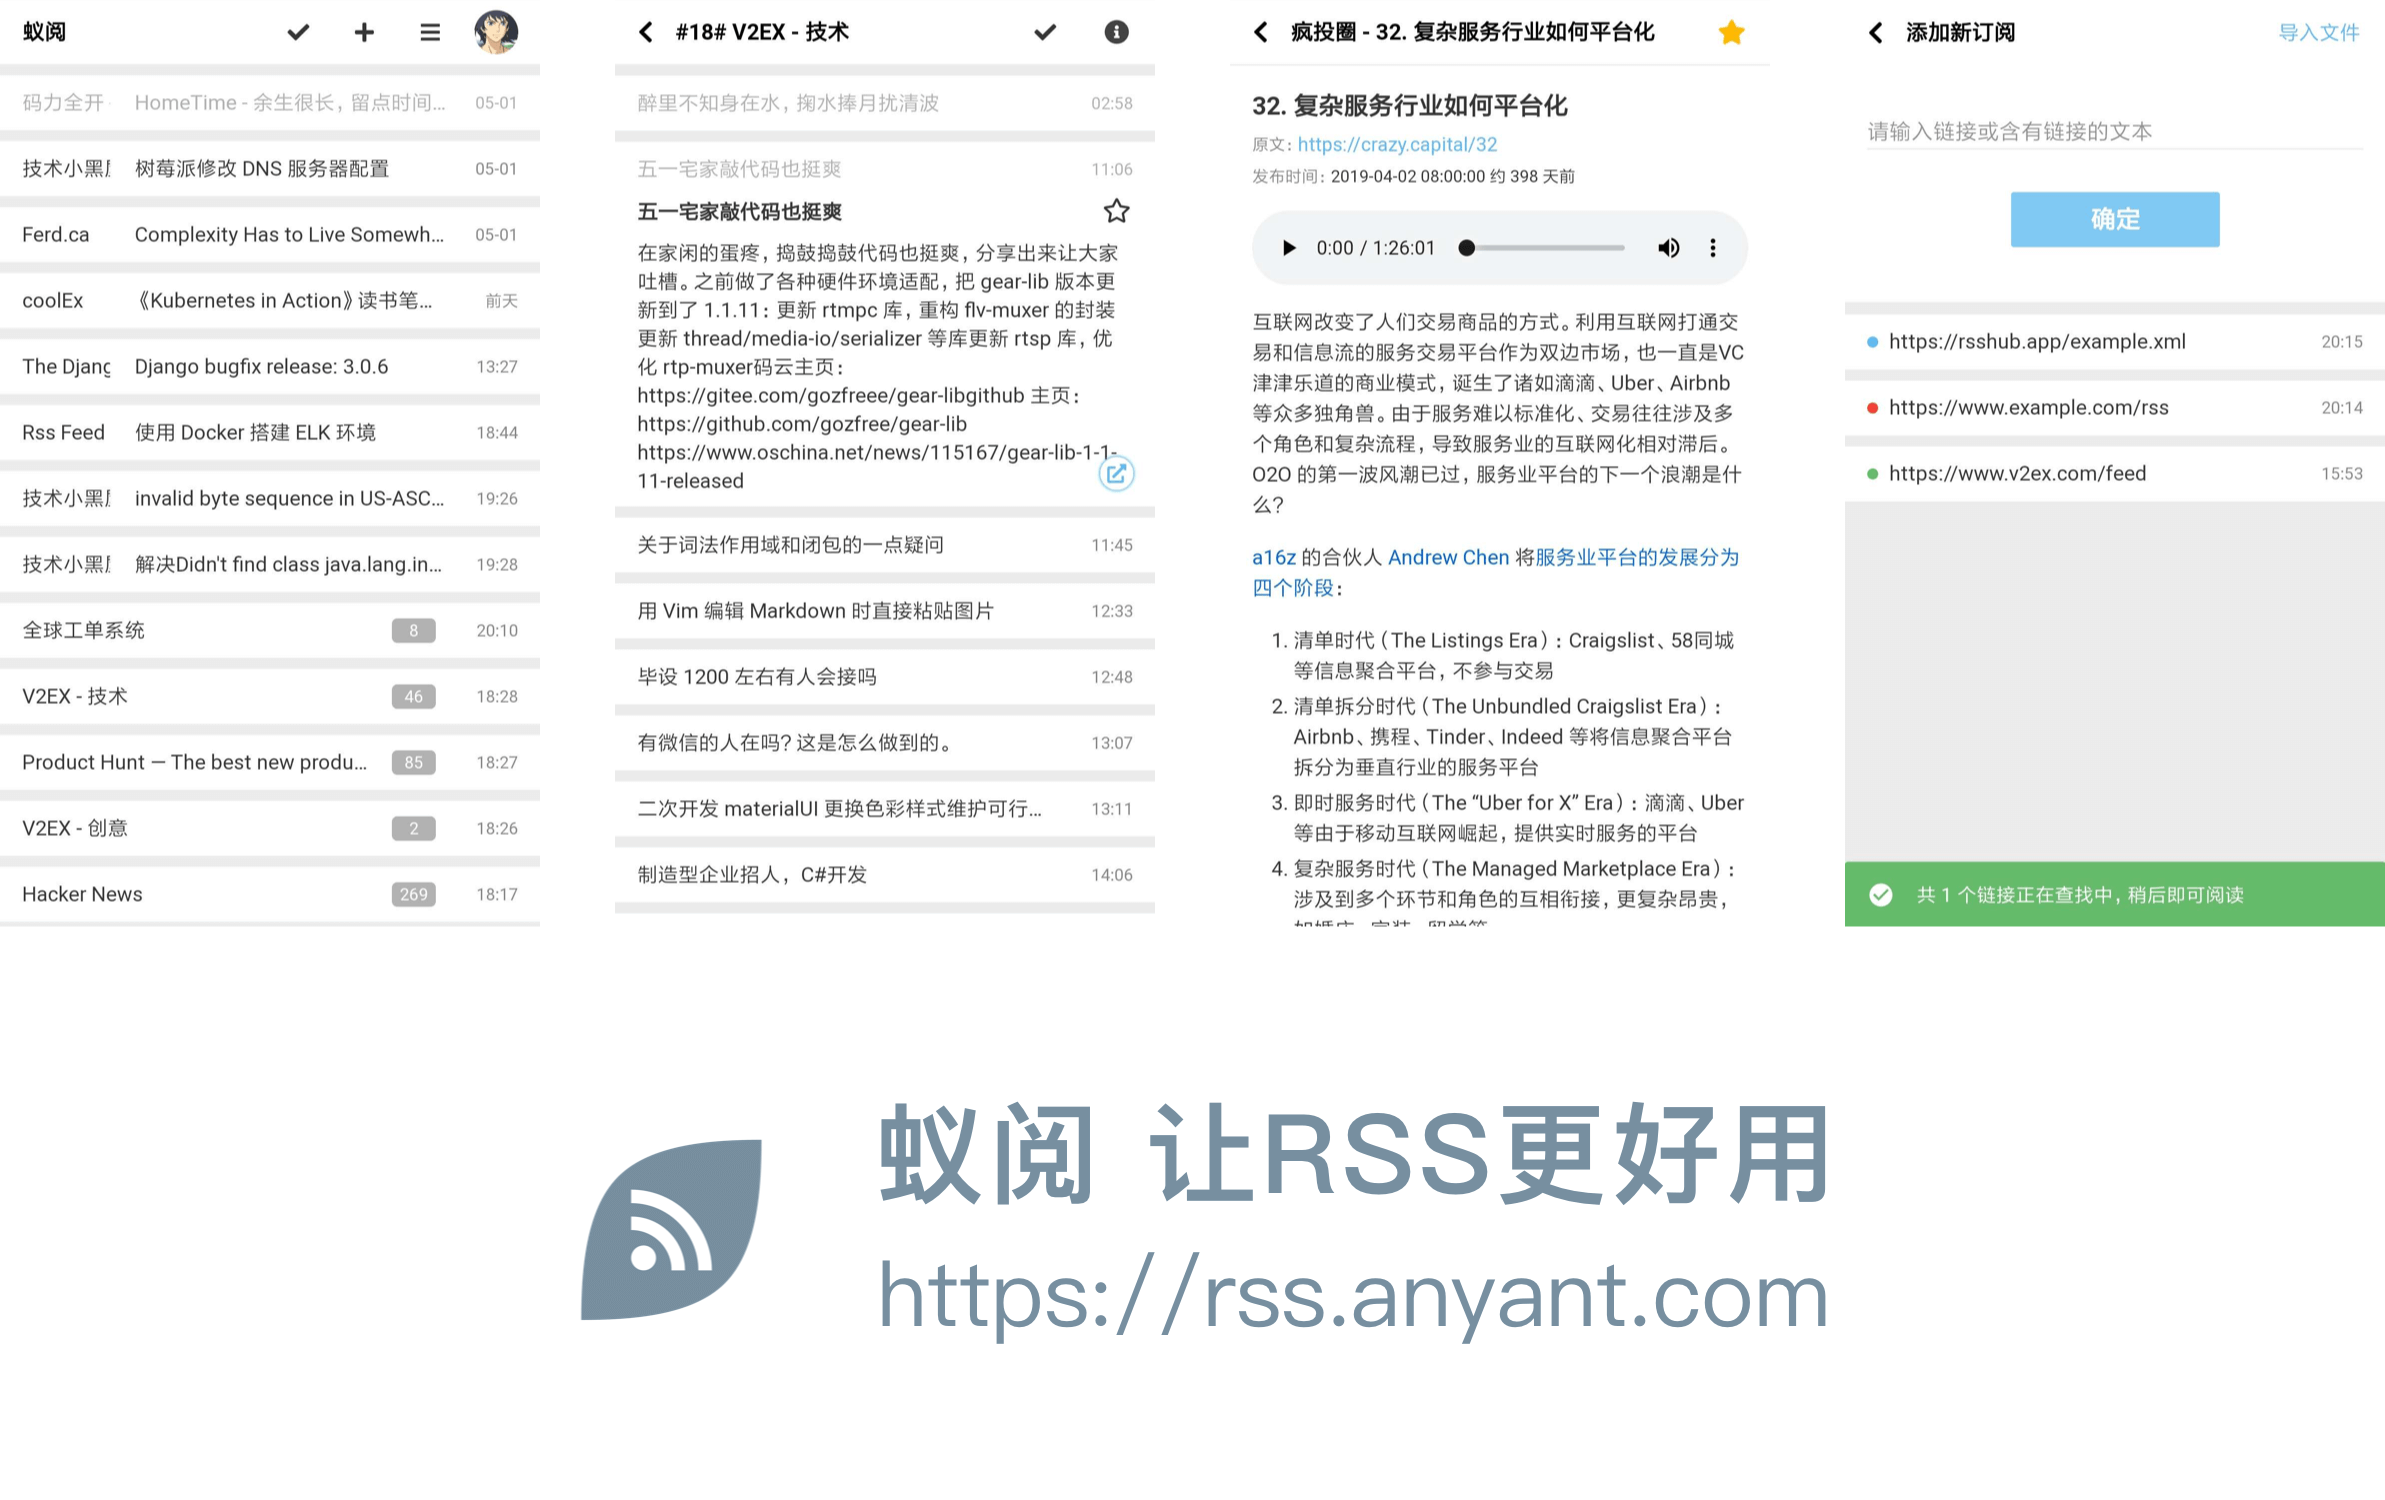 蚁阅
码力全开 HomeTime - 余生很长，留点时间... 05-01
技术小黑 树莓派修改 DNS 服务器配置 05-01
Ferd.ca Complexity Has to Live Somewh... 05-01
coolEx 《Kubernetes in Action》读书笔... 前天
The Djang Django bugfix release: 3.0.6 13:27
Rss Feed 使用 Docker 搭建 ELK 环境 18:44
技术小黑 invalid byte sequence in US-ASC... 19:26
技术小黑 解决Didn't find class java.lang.in... 19:28
全球工单系统 8 20:10
V2EX - 技术 46 18:28
Product Hunt — The best new produ... 85 18:27
V2EX - 创意 2 18:26
Hacker News 269 18:17
#18# V2EX - 技术
醉里不知身在水，掬水捧月扰清波 02:58
五一宅家敲代码也挺爽 11:06
五一宅家敲代码也挺爽
在家闲的蛋疼，捣鼓捣鼓代码也挺爽，分享出来让大家
吐槽。之前做了各种硬件环境适配，把 gear-lib 版本更
新到了 1.1.11：更新 rtmpc 库，重构 flv-muxer 的封装
更新 thread/media-io/serializer 等库更新 rtsp 库，优
化 rtp-muxer码云主页：
https://gitee.com/gozfreee/gear-libgithub 主页：
https://github.com/gozfree/gear-lib
https://www.oschina.net/news/115167/gear-lib-1-1-
11-released
关于词法作用域和闭包的一点疑问 11:45
用 Vim 编辑 Markdown 时直接粘贴图片 12:33
毕设 1200 左右有人会接吗 12:48
有微信的人在吗？这是怎么做到的。 13:07
二次开发 materialUI 更换色彩样式维护可行... 13:11
制造型企业招人，C#开发 14:06
疯投圈 - 32. 复杂服务行业如何平台化
32. 复杂服务行业如何平台化
原文：https://crazy.capital/32
发布时间：2019-04-02 08:00:00 约 398 天前
0:00 / 1:26:01
互联网改变了人们交易商品的方式。利用互联网打通交
易和信息流的服务交易平台作为双边市场，也一直是VC
津津乐道的商业模式，诞生了诸如滴滴、Uber、Airbnb
等众多独角兽。由于服务难以标准化、交易往往涉及多
个角色和复杂流程，导致服务业的互联网化相对滞后。
O2O 的第一波风潮已过，服务业平台的下一个浪潮是什
么？
a16z 的合伙人 Andrew Chen 将服务业平台的发展分为
四个阶段：
1. 清单时代（The Listings Era）：Craigslist、58同城
等信息聚合平台，不参与交易
2. 清单拆分时代（The Unbundled Craigslist Era）：
Airbnb、携程、Tinder、Indeed 等将信息聚合平台
拆分为垂直行业的服务平台
3. 即时服务时代（The “Uber for X” Era）：滴滴、Uber
等由于移动互联网崛起，提供实时服务的平台
4. 复杂服务时代（The Managed Marketplace Era）：
涉及到多个环节和角色的互相衔接，更复杂昂贵，
添加新订阅 导入文件
请输入链接或含有链接的文本
确定
https://rsshub.app/example.xml 20:15
https://www.example.com/rss 20:14
https://www.v2ex.com/feed 15:53
共 1 个链接正在查找中，稍后即可阅读
蚁阅 让RSS更好用
https://rss.anyant.com